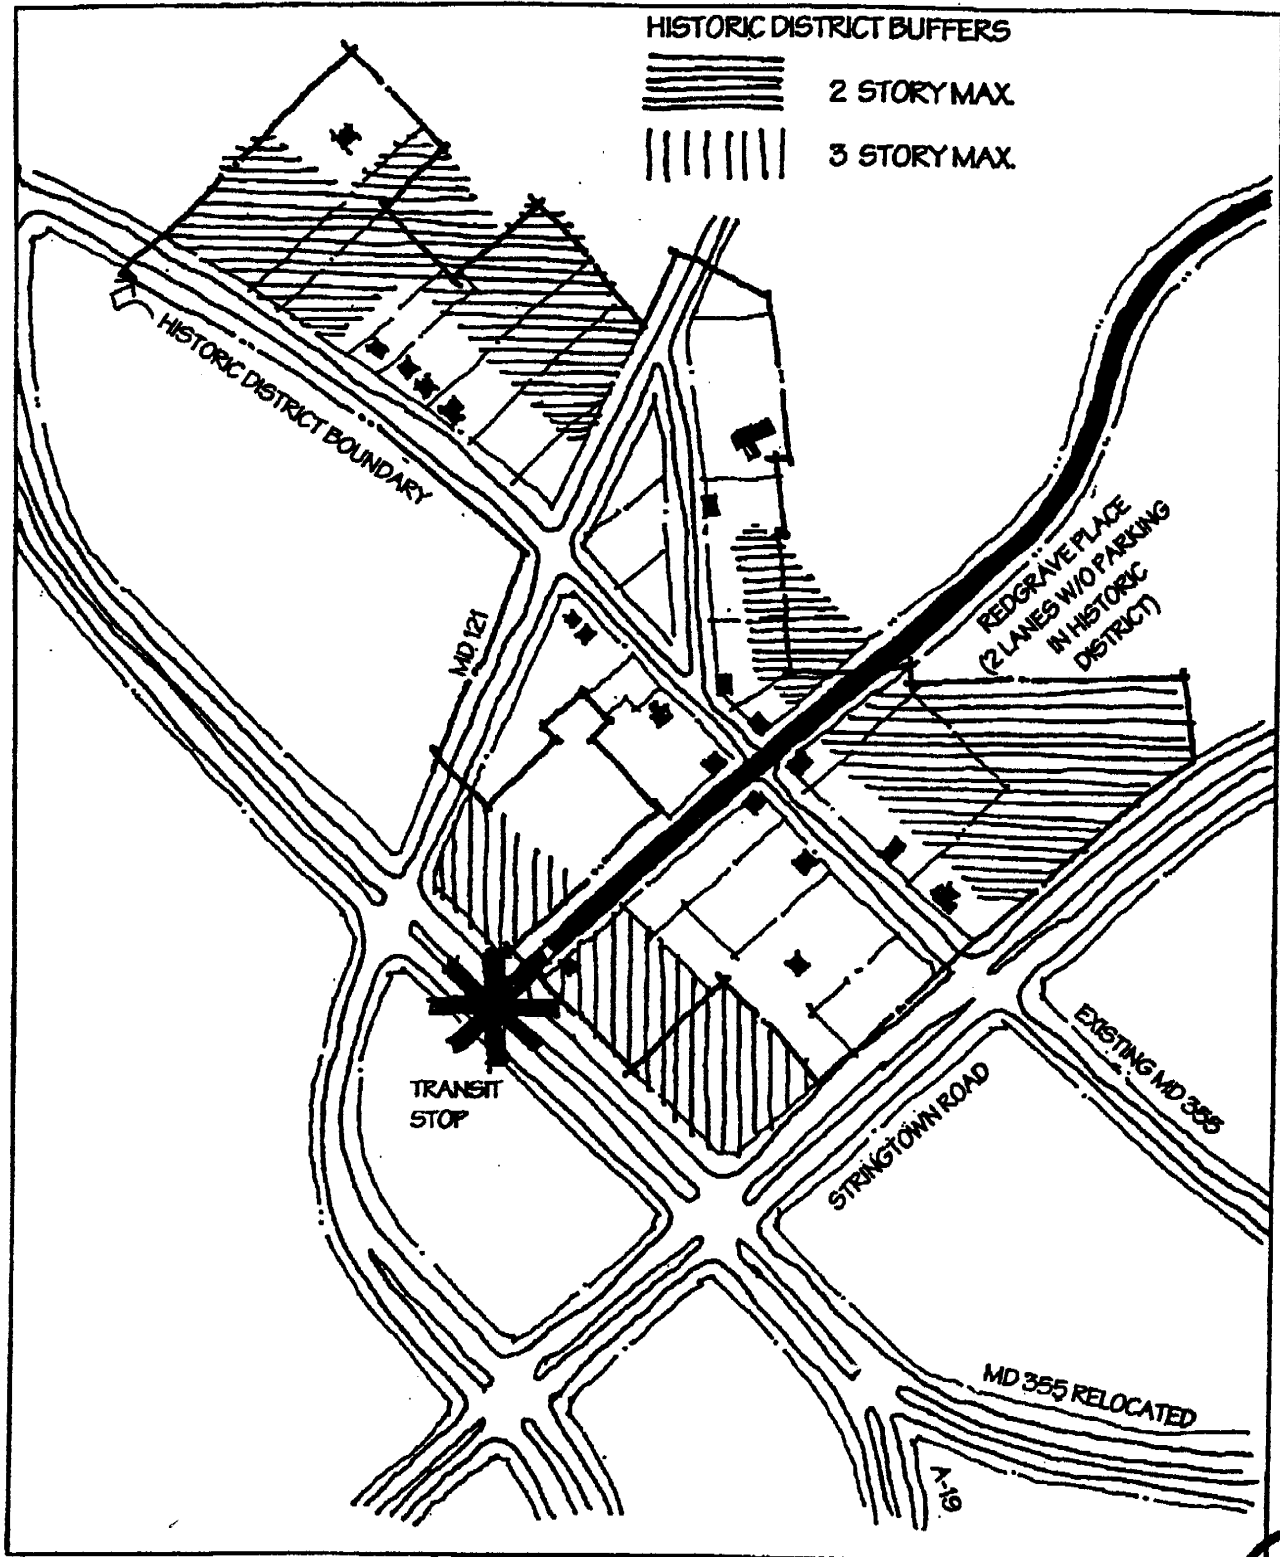 HISTORIC DISTRICT BUFFERS
2 STORY MAX.
3 STORY MAX.
HISTORIC DISTRICT BOUNDARY
MD 121
REDGRAVE PLACE
(2 LANES W/O PARKING
IN HISTORIC
DISTRICT)
TRANSIT
STOP
EXISTING MD 355
STRINGTOWN ROAD
MD 355 RELOCATED
A-19